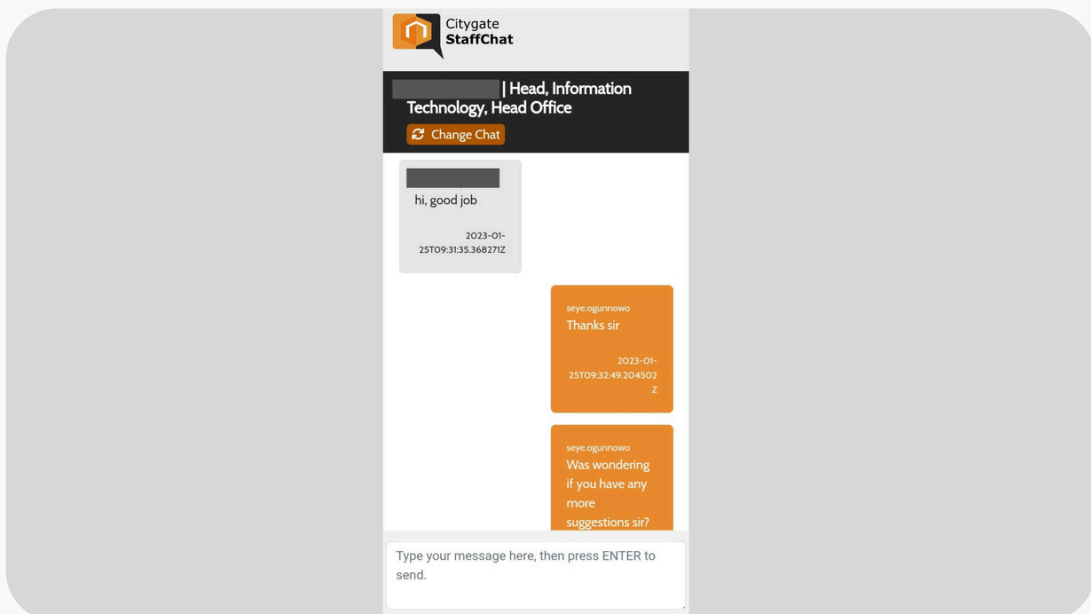 Citygate
StaffChat
| Head, Information
Technology, Head Office
Change Chat
hi, good job
2023-01-
25T09:31:35.368271Z
seye.ogunnowo
Thanks sir
2023-01-
25T09:32:49.204502
Z
seye.ogunnowo
Was wondering
if you have any
more
suggestions sir?
Type your message here, then press ENTER to
send.